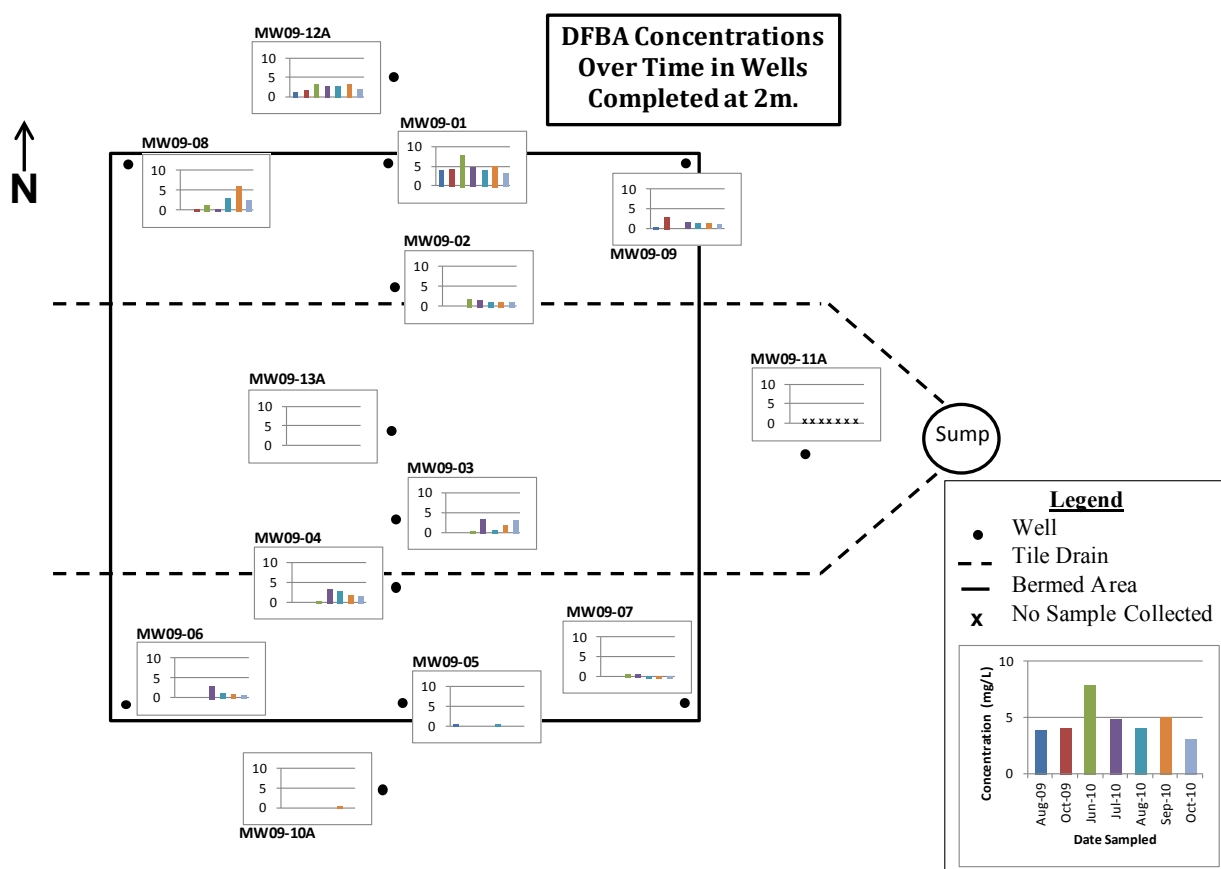 DFBA Concentrations
Over Time in Wells
Completed at 2m.
MW09-12A
10
5
0
N
MW09-08
10
5
0
MW09-01
10
5
0
10
5
0
MW09-09
MW09-02
10
5
0
MW09-13A
10
5
0
MW09-11A
10
5
0
x x x x x x x
Sump
MW09-03
10
5
0
MW09-04
10
5
0
MW09-06
10
5
0
MW09-05
10
5
0
MW09-07
10
5
0
10
5
0
MW09-10A
Legend
Well
Tile Drain
Bermed Area
x No Sample Collected
Concentration (mg/L)
10
5
0
Aug-09
Oct-09
Jun-10
Jul-10
Aug-10
Sep-10
Oct-10
Date Sampled